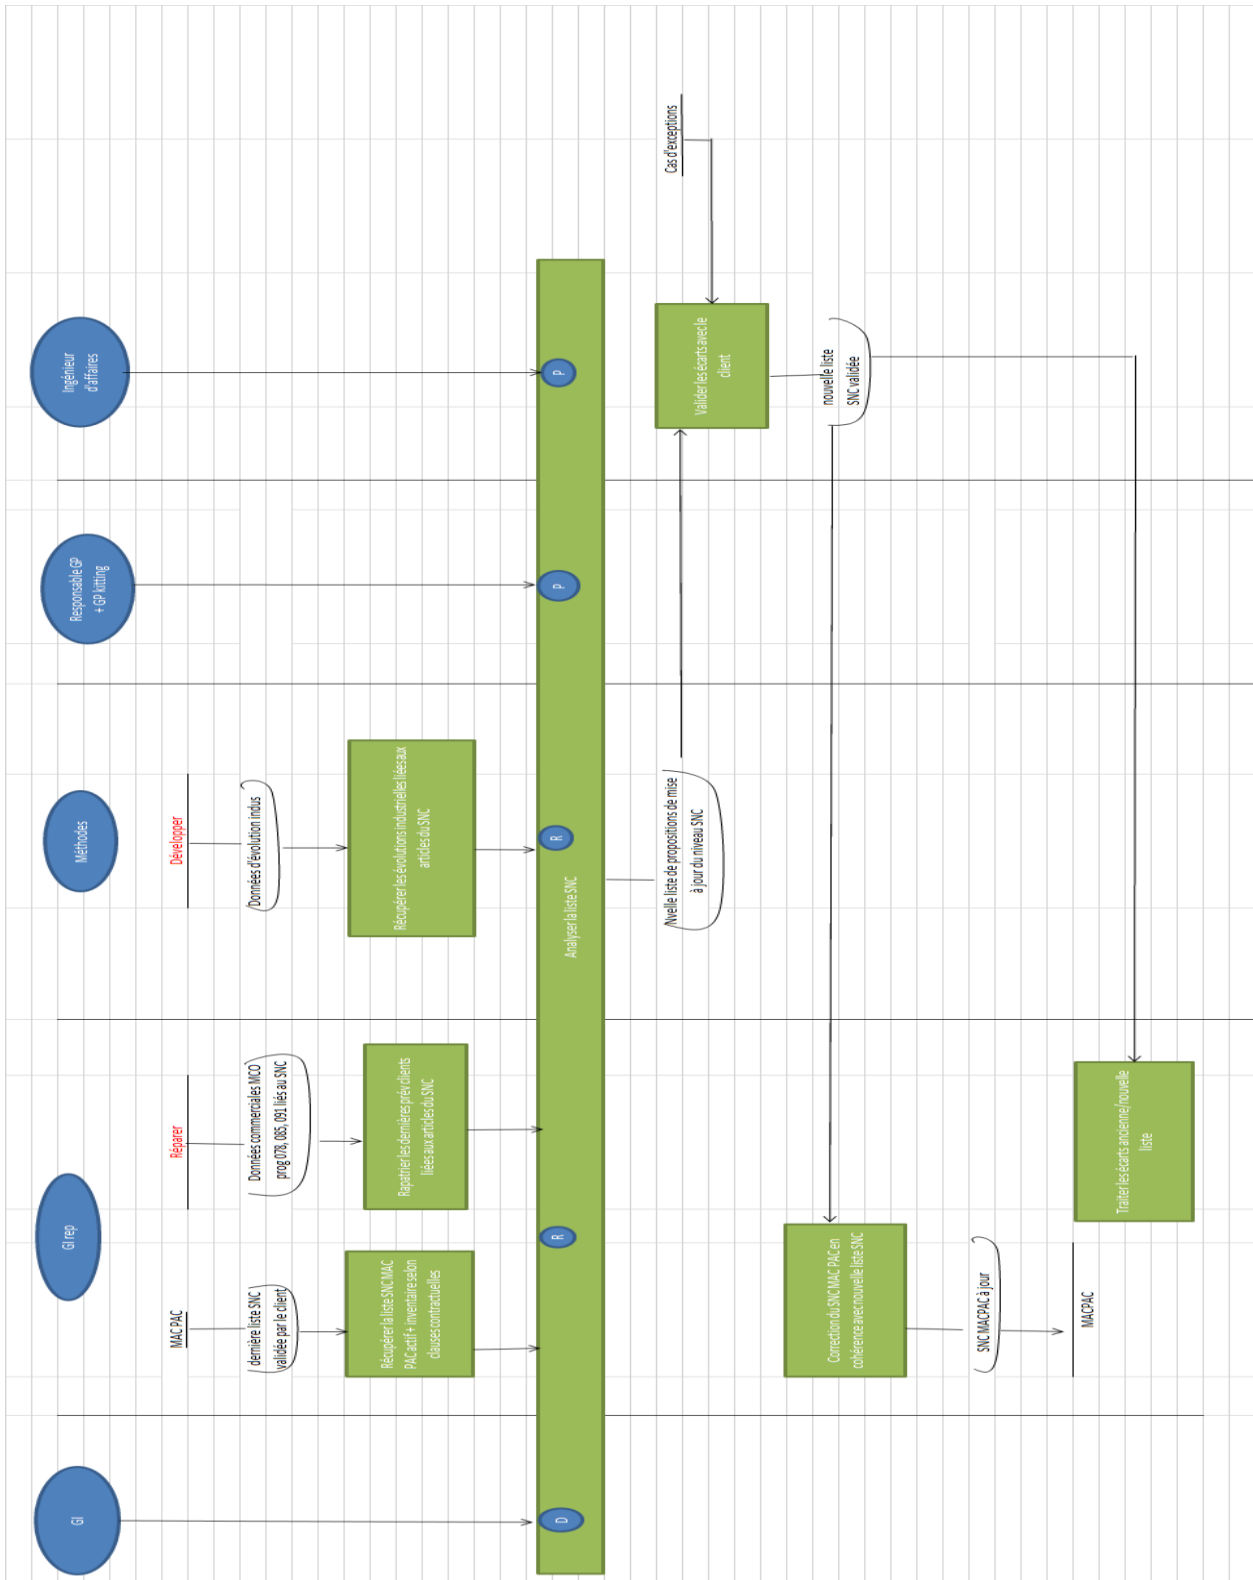 GI
GI rep
Méthodes
Responsable GP
+ GP kitting
Ingénieur
d'affaires
MAC PAC
Réparer
Développer
dernière liste SNC
validée par le client
Données commerciales MCO
prog 078, 085, 091 liés au SNC
Données d'évolution indus
Récupérer la liste SNC MAC
PAC actif + inventaire selon
clauses contractuelles
Rapatrier les dernières prév clients
liées aux articles du SNC
Récupérer les évolutions industrielles liées aux
articles du SNC
D
R
R
P
P
Analyser la liste SNC
Nvelle liste de propositions de mise
à jour du niveau SNC
Cas d'exceptions
Valider les écarts avec le
client
nouvelle liste
SNC validée
Correction du SNC MAC PAC en
cohérence avec nouvelle liste SNC
SNC MACPAC à jour
MACPAC
Traiter les écarts ancienne/nouvelle
liste